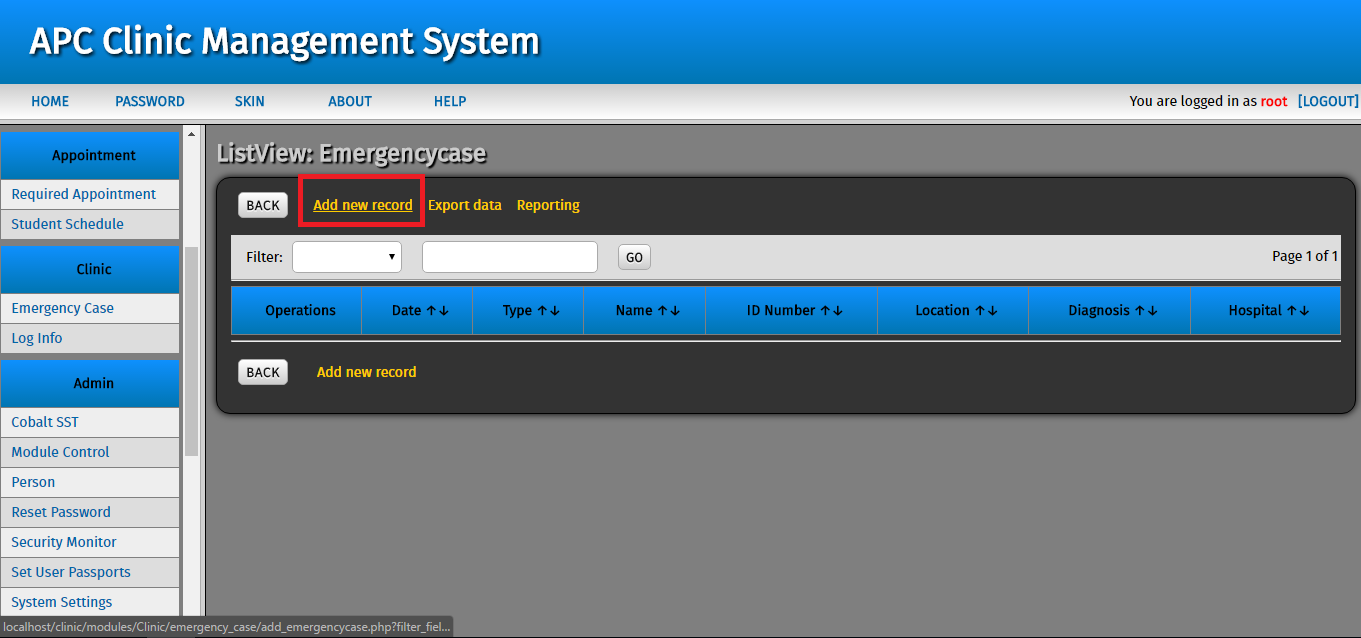 APC Clinic Management System
HOME PASSWORD SKIN ABOUT HELP You are logged in as root [LOGOUT]
Appointment
Required Appointment
Student Schedule
Clinic
Emergency Case
Log Info
Admin
Cobalt SST
Module Control
Person
Reset Password
Security Monitor
Set User Passports
System Settings
ListView: Emergencycase
BACK Add new record Export data Reporting
Filter: GO Page 1 of 1
Operations Date ↑↓ Type ↑↓ Name ↑↓ ID Number ↑↓ Location ↑↓ Diagnosis ↑↓ Hospital ↑↓
BACK Add new record
localhost/clinic/modules/Clinic/emergency_case/add_emergencycase.php?filter_fiel...